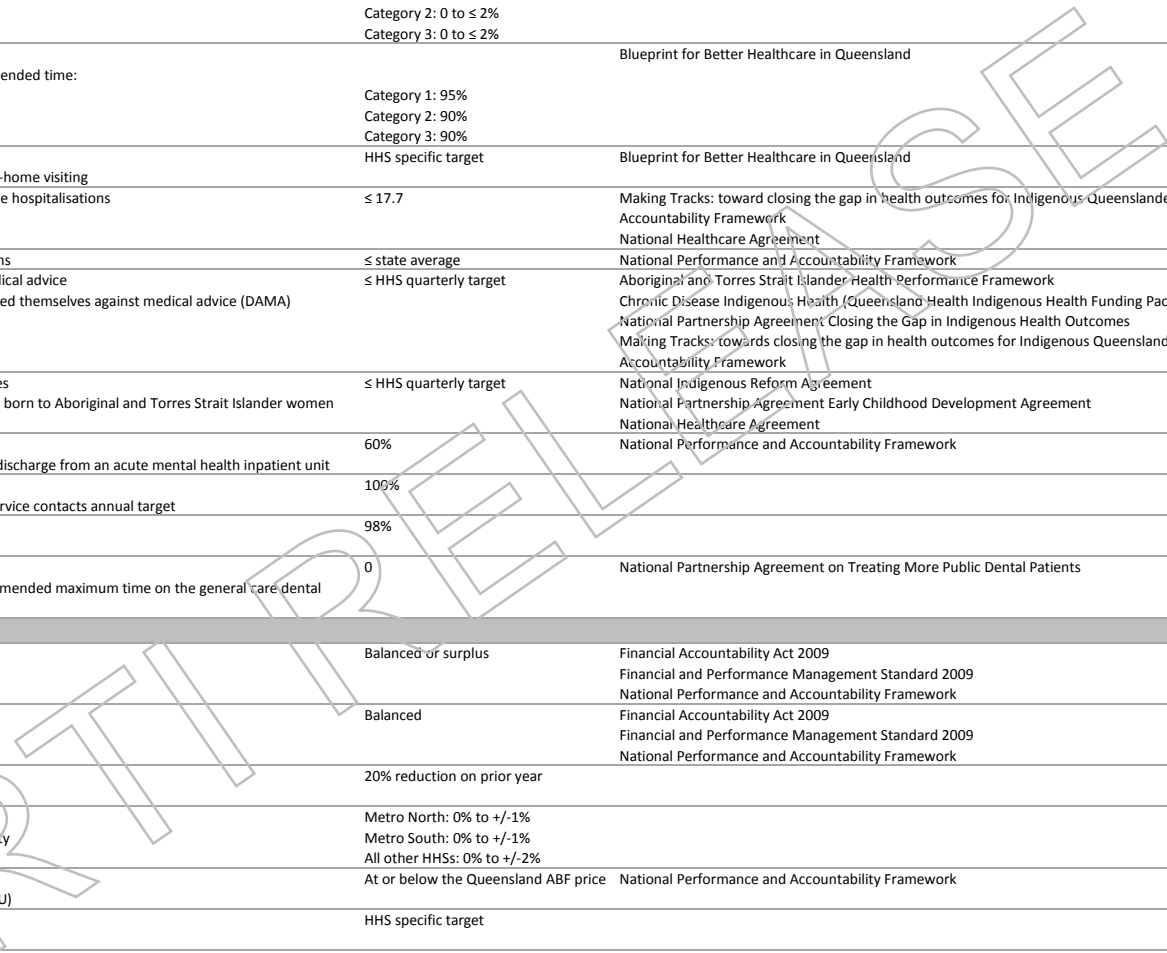 Category 2: 0 to ≤ 2%
Category 3: 0 to ≤ 2%
Blueprint for Better Healthcare in Queensland
ended time:
Category 1: 95%
Category 2: 90%
Category 3: 90%
HHS specific target Blueprint for Better Healthcare in Queensland
-home visiting
e hospitalisations ≤ 17.7 Making Tracks: toward closing the gap in health outcomes for Indigenous Queenslande
Accountability Framework
National Healthcare Agreement
ns ≤ state average National Performance and Accountability Framework
lical advice ≤ HHS quarterly target Aboriginal and Torres Strait Islander Health Performance Framework
ed themselves against medical advice (DAMA) Chronic Disease Indigenous Health (Queensland Health Indigenous Health Funding Pac
National Partnership Agreement Closing the Gap in Indigenous Health Outcomes
Making Tracks: towards closing the gap in health outcomes for Indigenous Queensland
Accountability Framework
es ≤ HHS quarterly target National Indigenous Reform Agreement
born to Aboriginal and Torres Strait Islander women National Partnership Agreement Early Childhood Development Agreement
National Healthcare Agreement
60% National Performance and Accountability Framework
discharge from an acute mental health inpatient unit
100%
rvice contacts annual target
98%
0 National Partnership Agreement on Treating More Public Dental Patients
mmended maximum time on the general care dental
Balanced or surplus Financial Accountability Act 2009
Financial and Performance Management Standard 2009
National Performance and Accountability Framework
Balanced Financial Accountability Act 2009
Financial and Performance Management Standard 2009
National Performance and Accountability Framework
20% reduction on prior year
Metro North: 0% to +/-1%
ty Metro South: 0% to +/-1%
All other HHSs: 0% to +/-2%
At or below the Queensland ABF price National Performance and Accountability Framework
U)
HHS specific target
RTI RELEASE